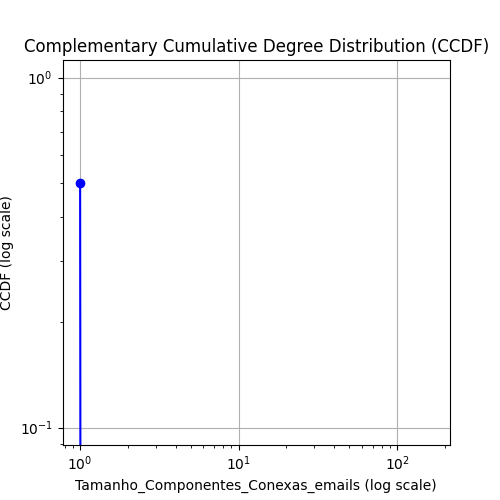 Complementary Cumulative Degree Distribution (CCDF)
10⁰
CCDF (log scale)
10⁻¹
10⁰ 10¹ 10²
Tamanho_Componentes_Conexas_emails (log scale)